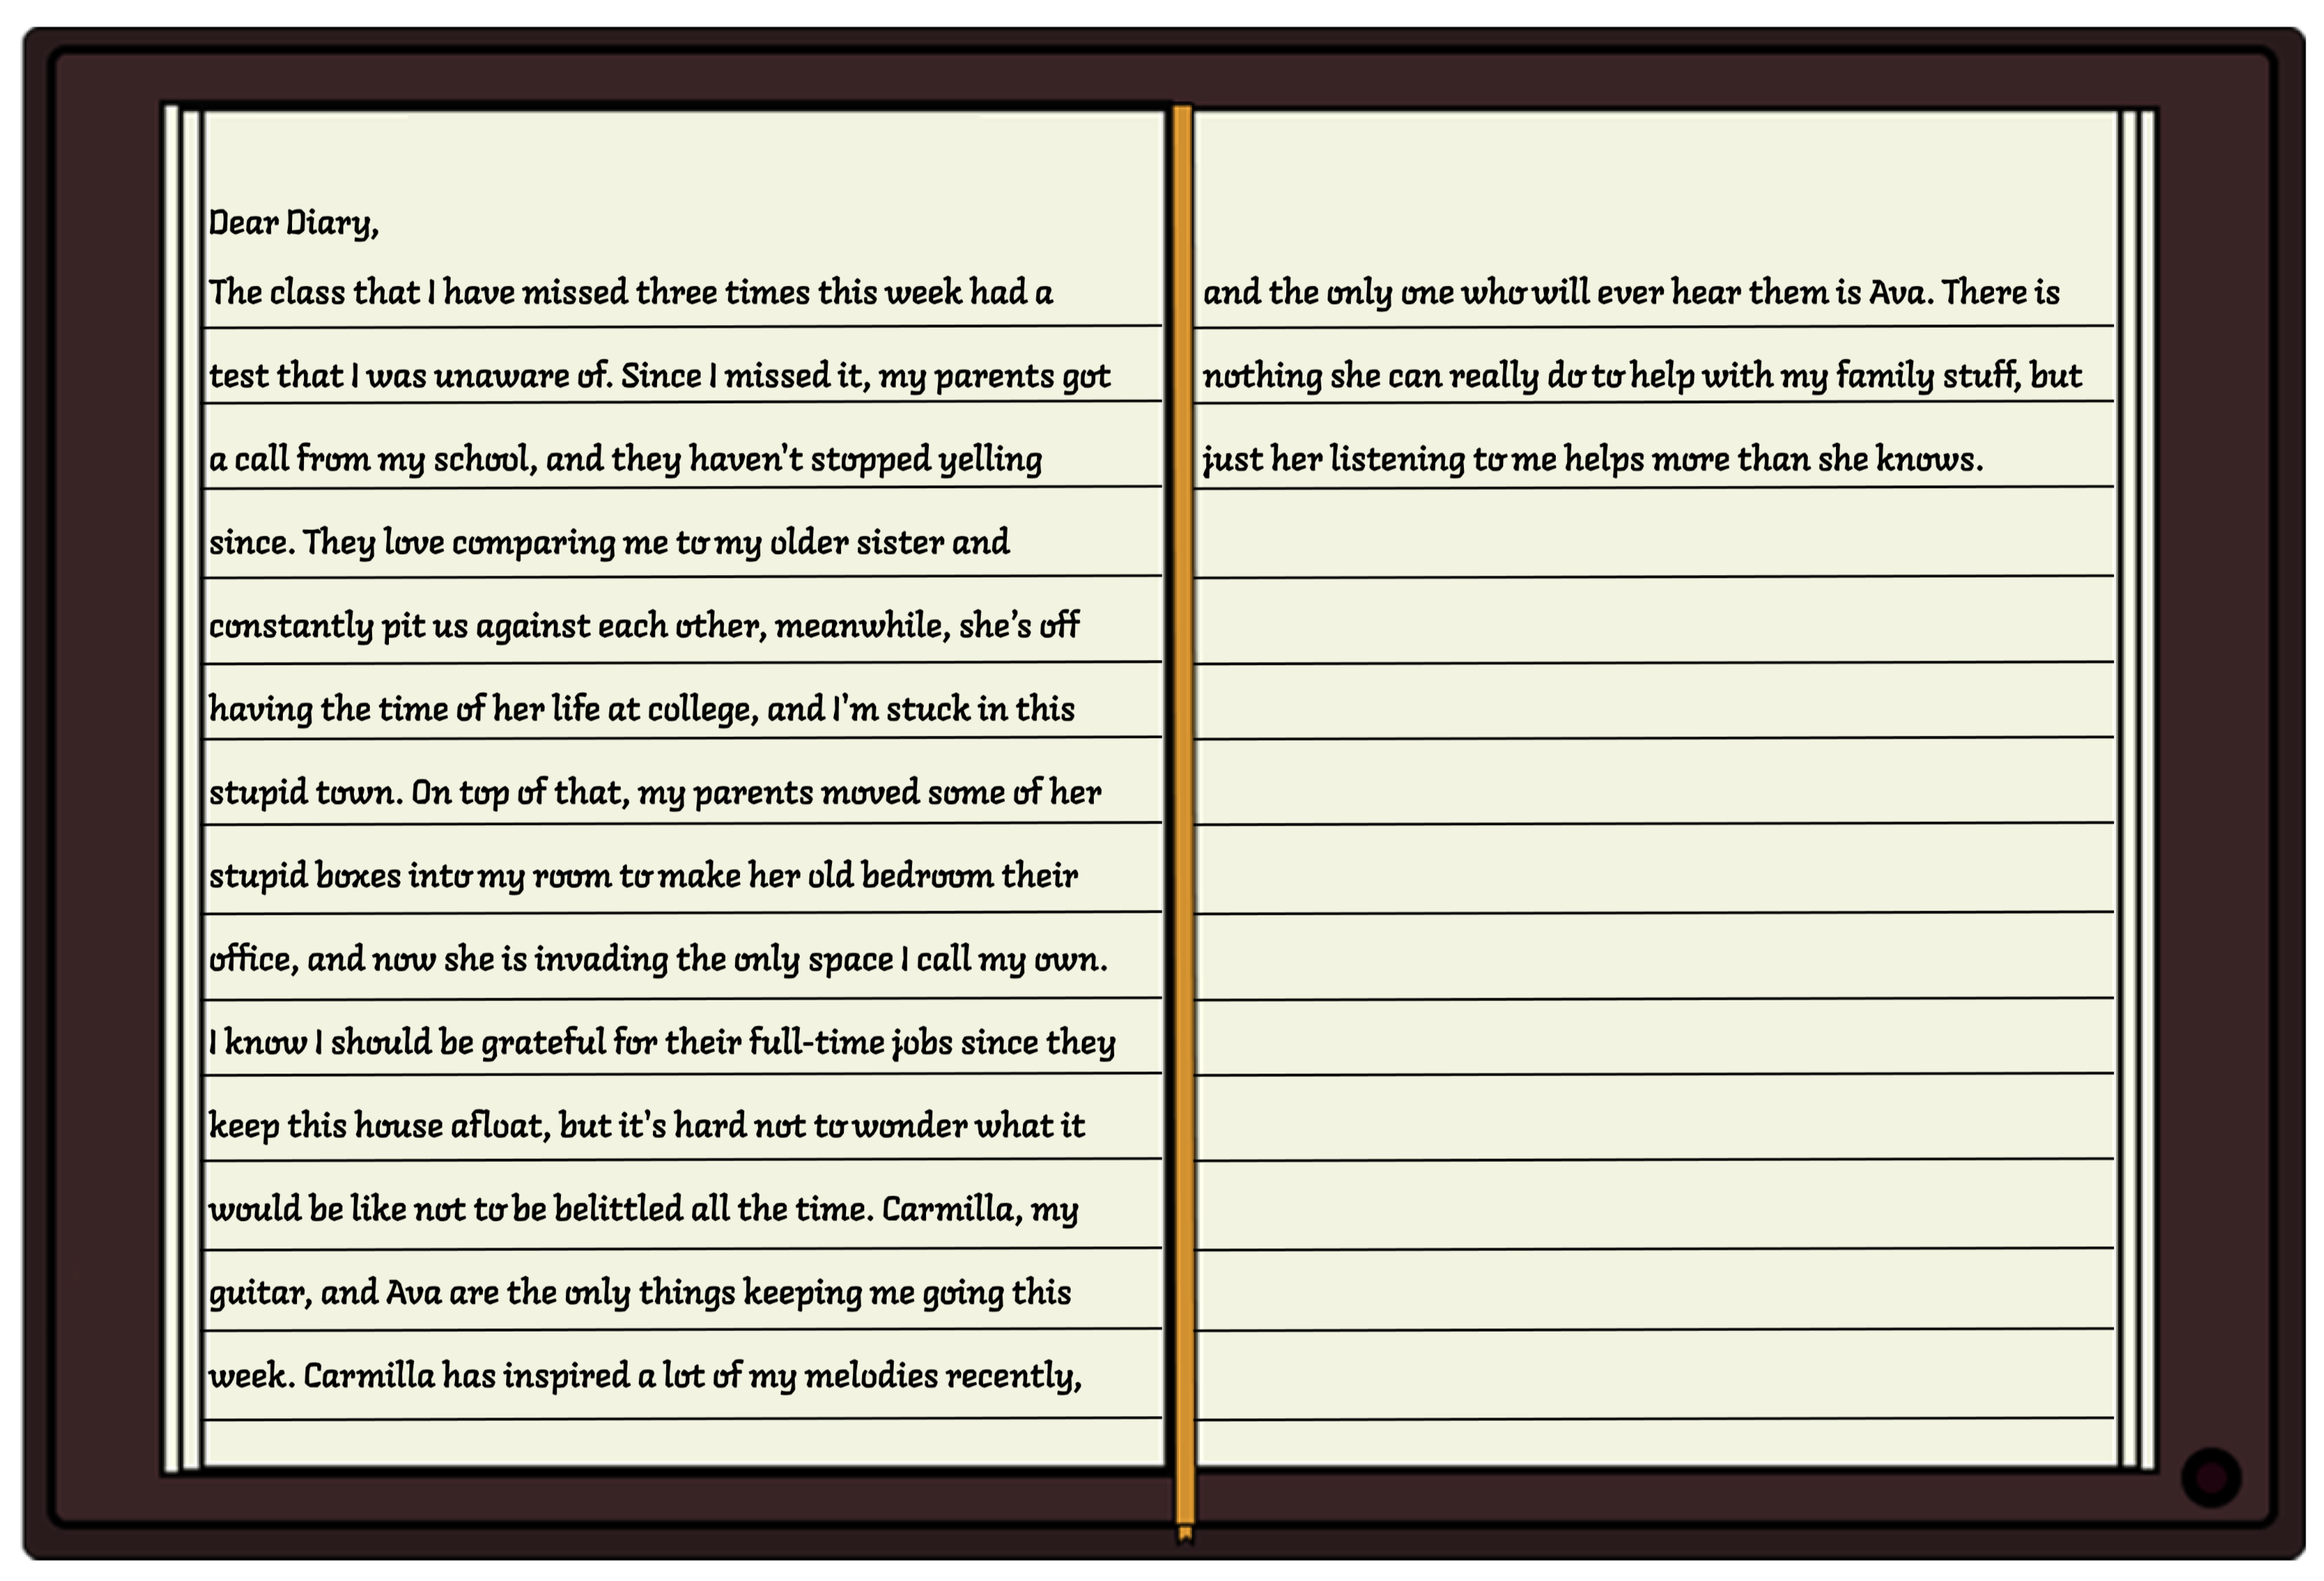 Dear Diary,
The class that I have missed three times this week had a
test that I was unaware of. Since I missed it, my parents got
a call from my school, and they haven't stopped yelling
since. They love comparing me to my older sister and
constantly pit us against each other, meanwhile, she's off
having the time of her life at college, and I'm stuck in this
stupid town. On top of that, my parents moved some of her
stupid boxes into my room to make her old bedroom their
office, and now she is invading the only space I call my own.
I know I should be grateful for their full-time jobs since they
keep this house afloat, but it's hard not to wonder what it
would be like not to be belittled all the time. Carmilla, my
guitar, and Ava are the only things keeping me going this
week. Carmilla has inspired a lot of my melodies recently,
and the only one who will ever hear them is Ava. There is
nothing she can really do to help with my family stuff, but
just her listening to me helps more than she knows.